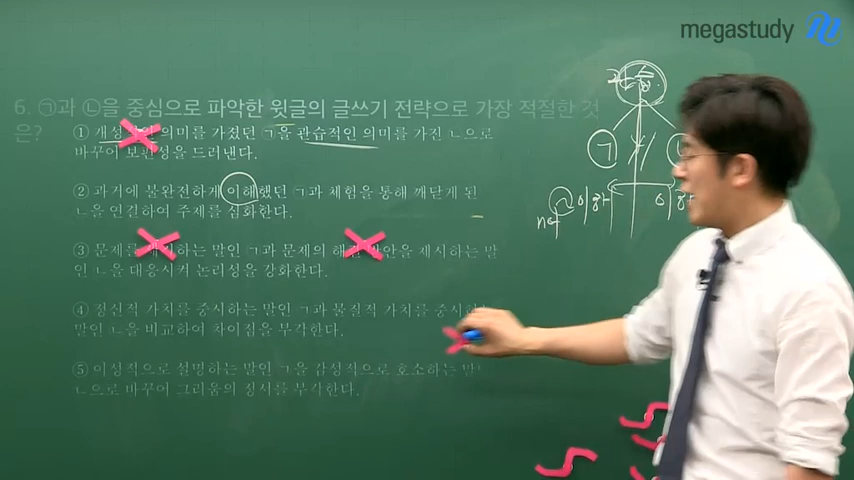 megastudy
6. ㉠과 ㉡을 중심으로 파악한 윗글의 글쓰기 전략으로 가장 적절한 것
은?
① 개성 의미를 가졌던 ㄱ을 관습적인 의미를 가진 ㄴ으로
바꾸어 보편성을 드러낸다.
② 과거에 불완전하게 이해했던 ㄱ과 체험을 통해 깨닫게 된
ㄴ을 연결하여 주제를 심화한다.
③ 문제를 하는 말인 ㄱ과 문제의 해결 방안을 제시하는 말
인 ㄴ을 대응시켜 논리성을 강화한다.
④ 정신적 가치를 중시하는 말인 ㄱ과 물질적 가치를 중시하는
말인 ㄴ을 비교하여 차이점을 부각한다.
⑤ 이성적으로 설명하는 말인 ㄱ을 감성적으로 호소하는 말
ㄴ으로 바꾸어 그리움의 정서를 부각한다.
ㄱ